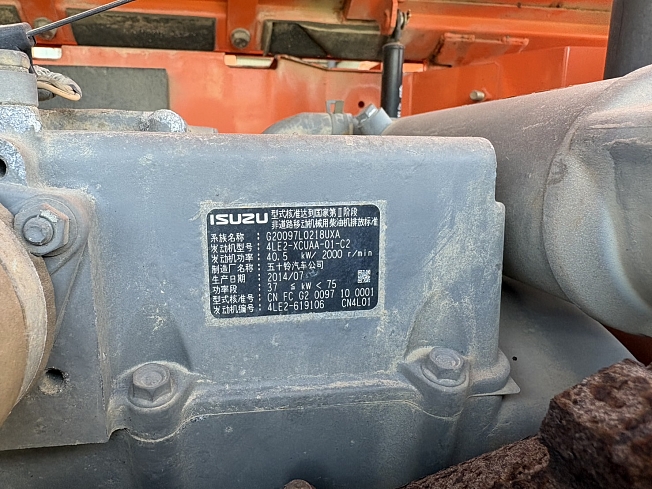 ISUZU 型式核准达到国家第Ⅱ阶段
非道路移动机械用柴油机排放标准
系族名称: G20097L0218UXA
发动机型号: 4LE2-XCUAA-01-C2
发动机功率: 40.5 kW/ 2000 r/min
制造厂名称: 五十铃汽车公司
生产日期: 2014/07
功率段: 37 ≤ kW < 75
型式核准号: CN FC G2 0097 10 0001
发动机编号: 4LE2-619106 CN4L01